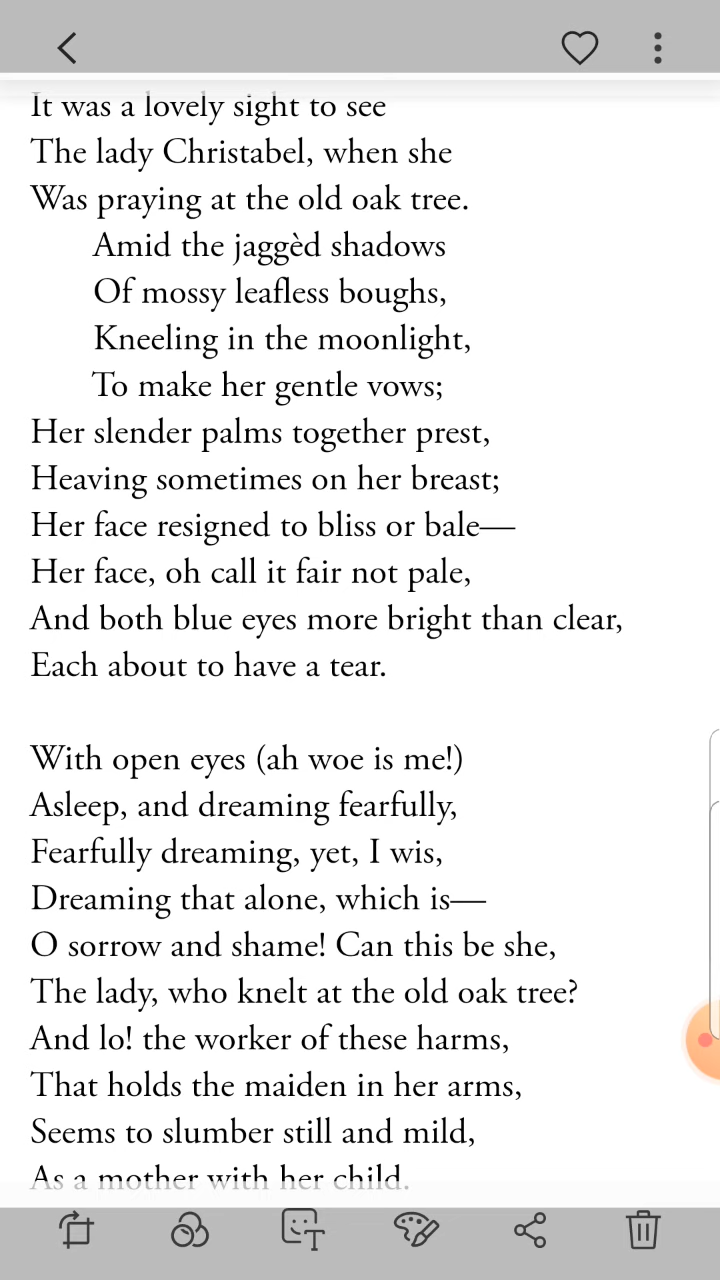 It was a lovely sight to see
The lady Christabel, when she
Was praying at the old oak tree.
Amid the jaggèd shadows
Of mossy leafless boughs,
Kneeling in the moonlight,
To make her gentle vows;
Her slender palms together prest,
Heaving sometimes on her breast;
Her face resigned to bliss or bale—
Her face, oh call it fair not pale,
And both blue eyes more bright than clear,
Each about to have a tear.

With open eyes (ah woe is me!)
Asleep, and dreaming fearfully,
Fearfully dreaming, yet, I wis,
Dreaming that alone, which is—
O sorrow and shame! Can this be she,
The lady, who knelt at the old oak tree?
And lo! the worker of these harms,
That holds the maiden in her arms,
Seems to slumber still and mild,
As a mother with her child.